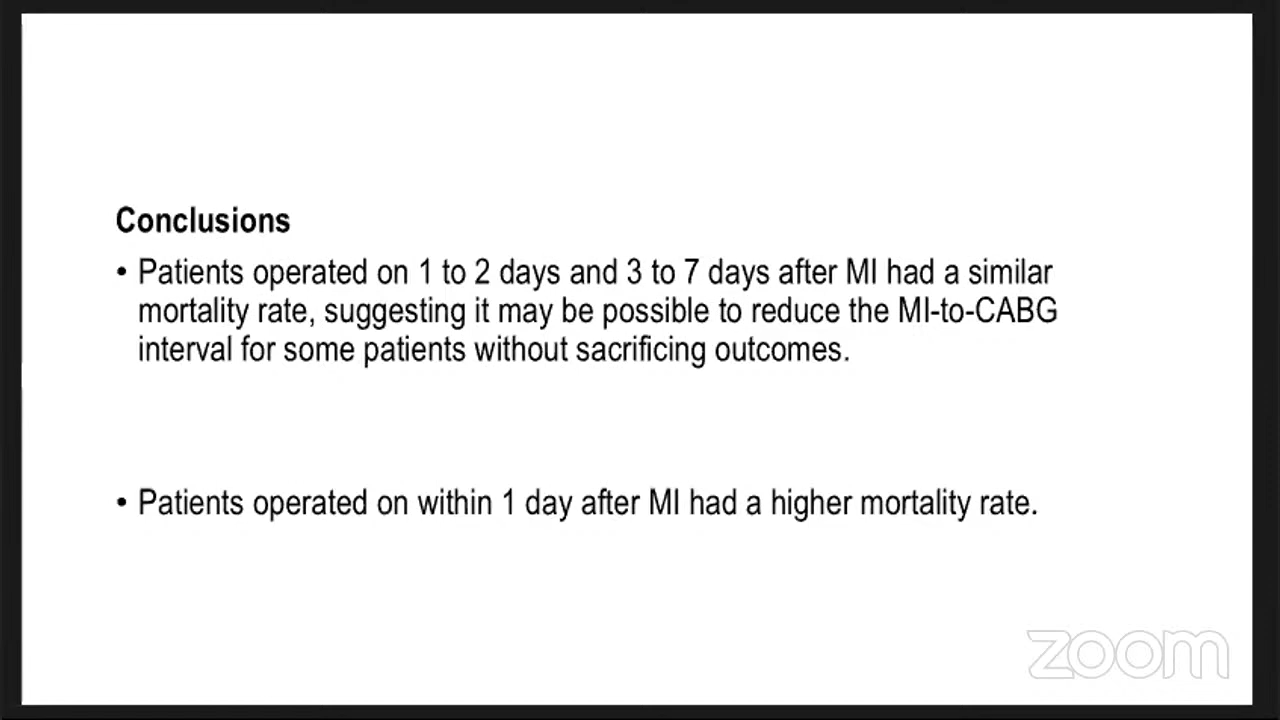 Conclusions
• Patients operated on 1 to 2 days and 3 to 7 days after MI had a similar
mortality rate, suggesting it may be possible to reduce the MI-to-CABG
interval for some patients without sacrificing outcomes.
• Patients operated on within 1 day after MI had a higher mortality rate.
zoom